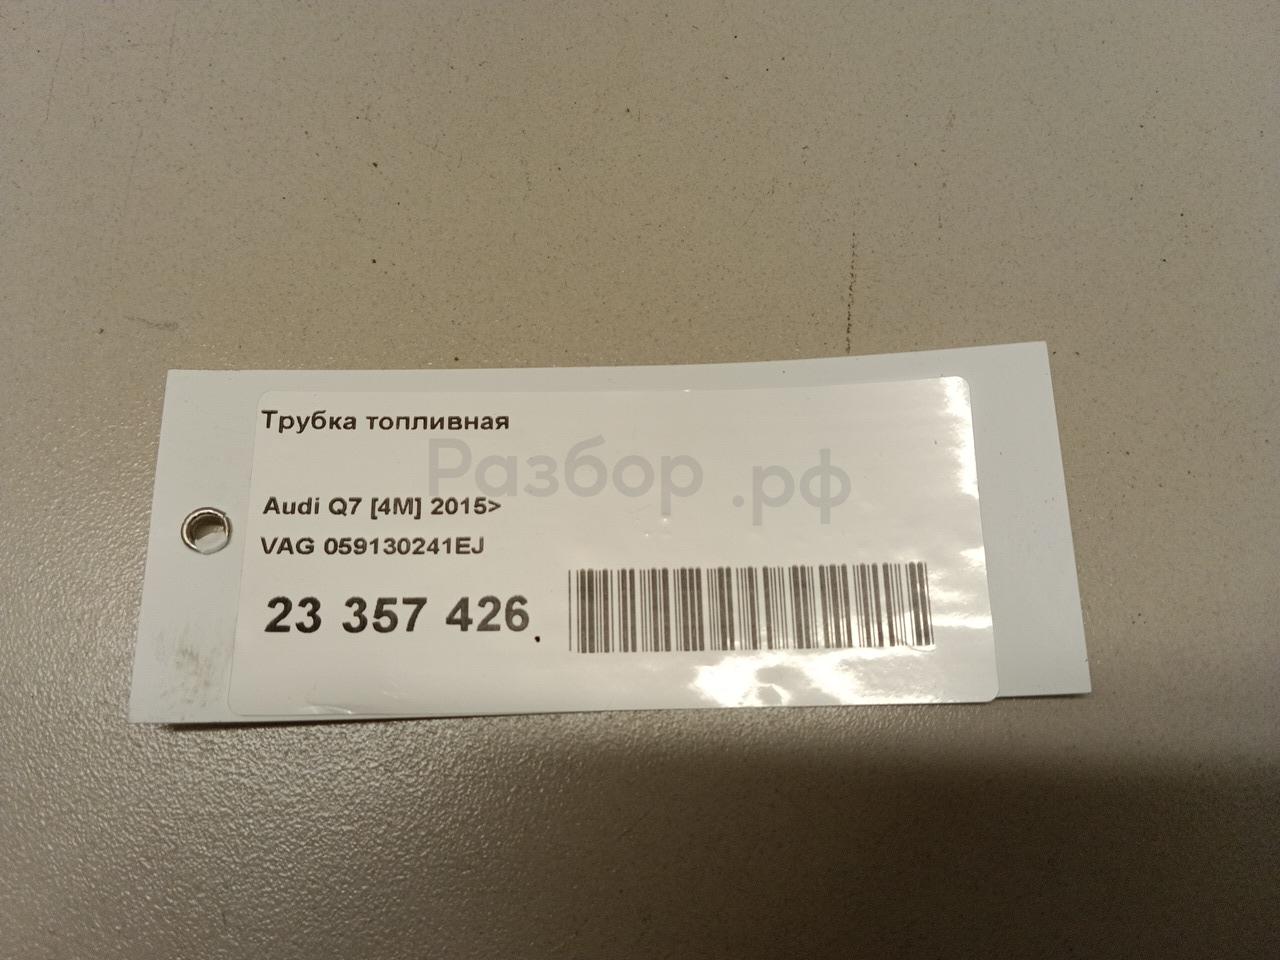 Трубка топливная
Разбор.рф
Audi Q7 [4M] 2015>
VAG 059130241EJ
23 357 426